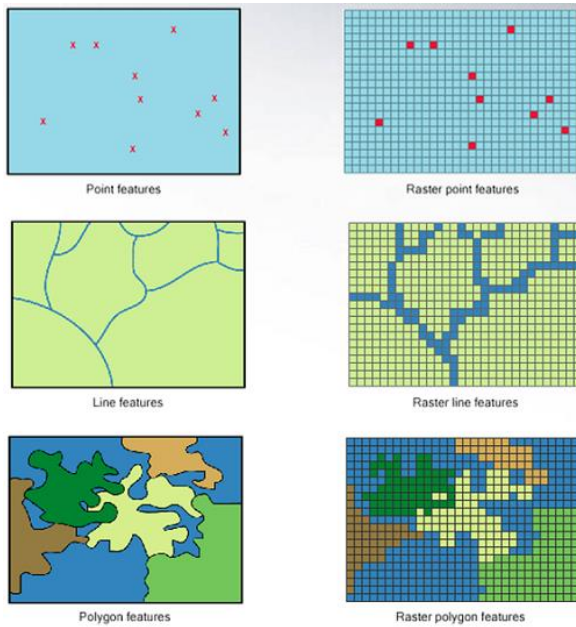 Point features
Raster point features
Line features
Raster line features
Polygon features
Raster polygon features